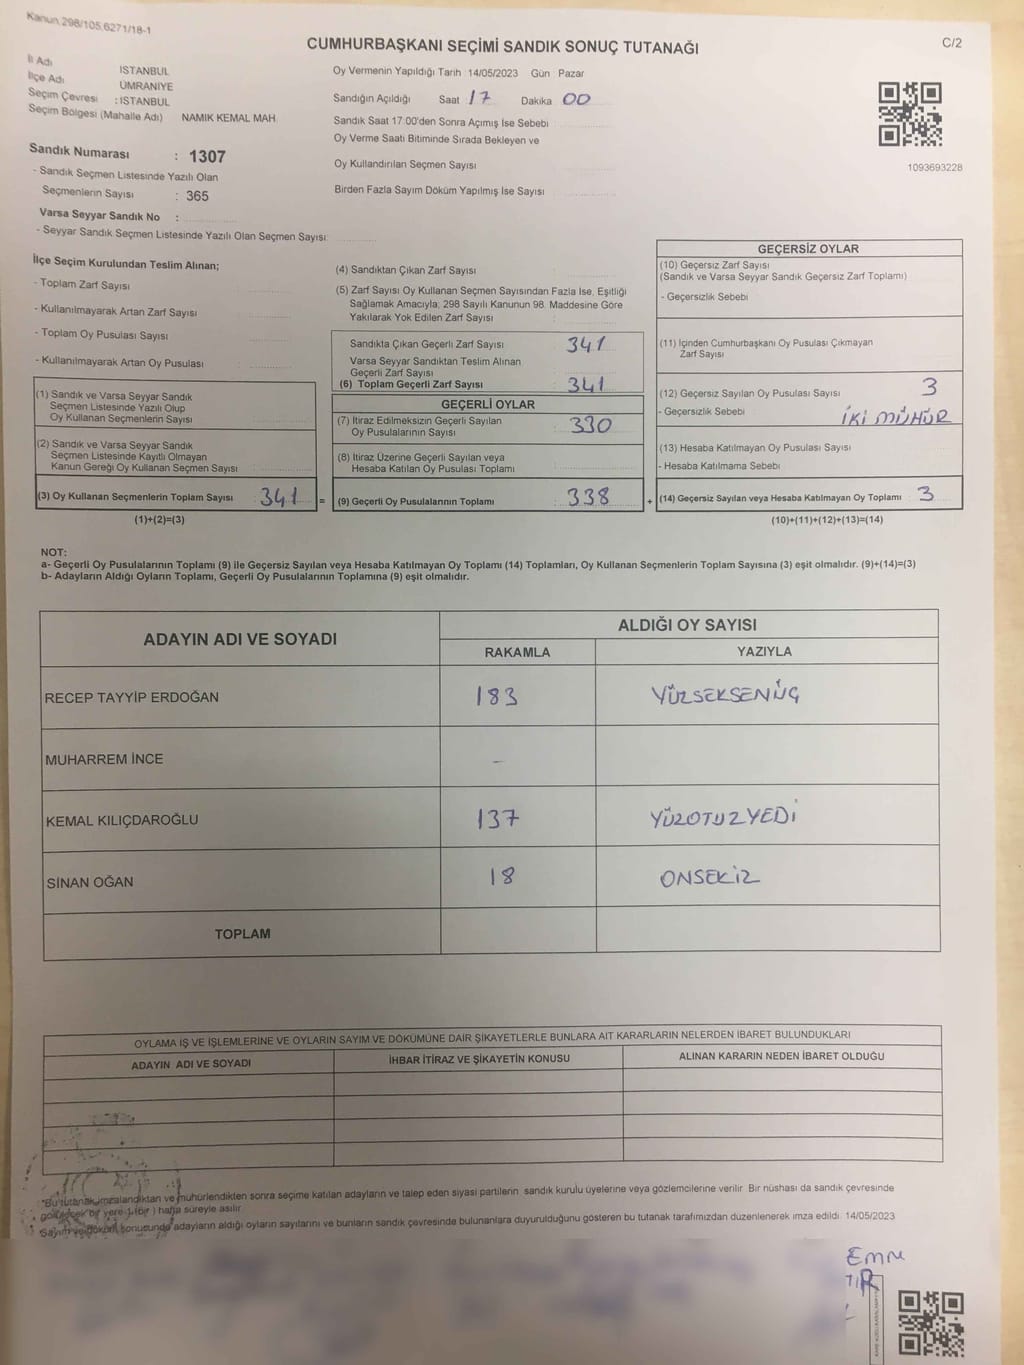 Kanun 298/105,6271/18-1
CUMHURBAŞKANI SEÇİMİ SANDIK SONUÇ TUTANAĞI
C/2
İl Adı ISTANBUL
İlçe Adı ÜMRANİYE
Seçim Çevresi : ISTANBUL
Seçim Bölgesi (Mahalle Adı) NAMIK KEMAL MAH.
Oy Vermenin Yapıldığı Tarih 14/05/2023 Gün : Pazar
Sandığın Açıldığı Saat 17 Dakika 00
Sandık Saat 17:00'den Sonra Açımış İse Sebebi
Oy Verme Saati Bitiminde Sırada Bekleyen ve
Oy Kullandırılan Seçmen Sayısı
Birden Fazla Sayım Döküm Yapılmış İse Sayısı
1093693228
Sandık Numarası : 1307
- Sandık Seçmen Listesinde Yazılı Olan
Seçmenlerin Sayısı : 365
Varsa Seyyar Sandık No :
- Seyyar Sandık Seçmen Listesinde Yazılı Olan Seçmen Sayısı:
İlçe Seçim Kurulundan Teslim Alınan;
- Toplam Zarf Sayısı
- Kullanılmayarak Artan Zarf Sayısı
- Toplam Oy Pusulası Sayısı
- Kullanılmayarak Artan Oy Pusulası
(1) Sandık ve Varsa Seyyar Sandık
Seçmen Listesinde Yazılı Olup
Oy Kullanan Seçmenlerin Sayısı
(2) Sandık ve Varsa Seyyar Sandık
Seçmen Listesinde Kayıtlı Olmayan
Kanun Gereği Oy Kullanan Seçmen Sayısı
(3) Oy Kullanan Seçmenlerin Toplam Sayısı : 341 =
(1)+(2)=(3)
(4) Sandıktan Çıkan Zarf Sayısı
(5) Zarf Sayısı Oy Kullanan Seçmen Sayısından Fazla İse, Eşitliği
Sağlamak Amacıyla, 298 Sayılı Kanunun 98. Maddesine Göre
Yakılarak Yok Edilen Zarf Sayısı
Sandıkta Çıkan Geçerli Zarf Sayısı 341
Varsa Seyyar Sandıktan Teslim Alınan
Geçerli Zarf Sayısı
(6) Toplam Geçerli Zarf Sayısı 341
GEÇERLİ OYLAR
(7) İtiraz Edilmeksizin Geçerli Sayılan
Oy Pusulalarının Sayısı 330
(8) İtiraz Üzerine Geçerli Sayılan veya
Hesaba Katılan Oy Pusulası Toplamı
(9) Geçerli Oy Pusulalarının Toplamı 338 +
GEÇERSİZ OYLAR
(10) Geçersiz Zarf Sayısı
(Sandık ve Varsa Seyyar Sandık Geçersiz Zarf Toplamı)
- Geçersizlik Sebebi
(11) İçinden Cumhurbaşkanı Oy Pusulası Çıkmayan
Zarf Sayısı
(12) Geçersiz Sayılan Oy Pusulası Sayısı 3
- Geçersizlik Sebebi İKİ MÜHÜR
(13) Hesaba Katılmayan Oy Pusulası Sayısı
- Hesaba Katılmama Sebebi
(14) Geçersiz Sayılan veya Hesaba Katılmayan Oy Toplamı 3
(10)+(11)+(12)+(13)=(14)
NOT:
a- Geçerli Oy Pusulalarının Toplamı (9) ile Geçersiz Sayılan veya Hesaba Katılmayan Oy Toplamı (14) Toplamları, Oy Kullanan Seçmenlerin Toplam Sayısına (3) eşit olmalıdır. (9)+(14)=(3)
b- Adayların Aldığı Oyların Toplamı, Geçerli Oy Pusulalarının Toplamına (9) eşit olmalıdır.
ADAYIN ADI VE SOYADI
ALDIĞI OY SAYISI
RAKAMLA YAZIYLA
RECEP TAYYİP ERDOĞAN 183 YÜZSEKSENÜÇ
MUHARREM İNCE -
KEMAL KILIÇDAROĞLU 137 YÜZOTUZYEDİ
SİNAN OĞAN 18 ONSEKİZ
TOPLAM
OYLAMA İŞ VE İŞLEMLERİNE VE OYLARIN SAYIM VE DÖKÜMÜNE DAİR ŞİKAYETLERLE BUNLARA AİT KARARLARIN NELERDEN İBARET BULUNDUKLARI
ADAYIN ADI VE SOYADI İHBAR İTİRAZ VE ŞİKAYETİN KONUSU ALINAN KARARIN NEDEN İBARET OLDUĞU
*Bu tutanak imzalandıktan ve mühürlendikten sonra seçime katılan adayların ve talep eden siyasi partilerin sandık kurulu üyelerine veya gözlemcilerine verilir. Bir nüshası da sandık çevresinde
görülecek bir yere 1 (bir) hafta süreyle asılır.
*Sayım ve döküm sonucunda adayların aldığı oyların sayılarını ve bunların sandık çevresinde bulunanlara duyurulduğunu gösteren bu tutanak tarafımızdan düzenlenerek imza edildi. 14/05/2023
Emre